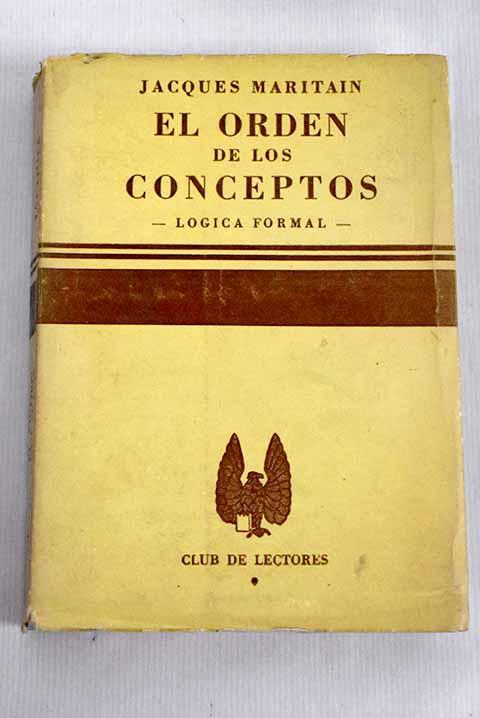 JACQUES MARITAIN
EL ORDEN
DE LOS
CONCEPTOS
— LOGICA FORMAL —
CLUB DE LECTORES